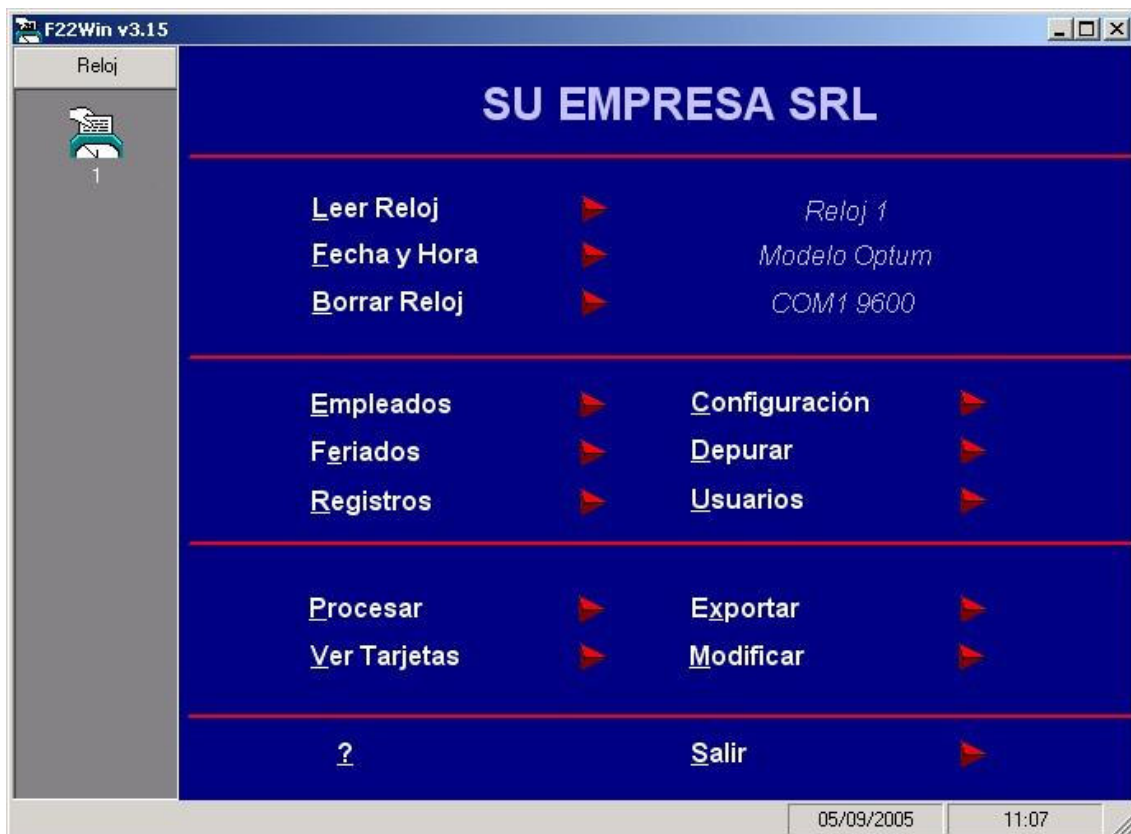 F22Win v3.15
Reloj
1
SU EMPRESA SRL
Leer Reloj
Reloj 1
Fecha y Hora
Modelo Optum
Borrar Reloj
COM1 9600
Empleados
Configuración
Feriados
Depurar
Registros
Usuarios
Procesar
Exportar
Ver Tarjetas
Modificar
?
Salir
05/09/2005
11:07